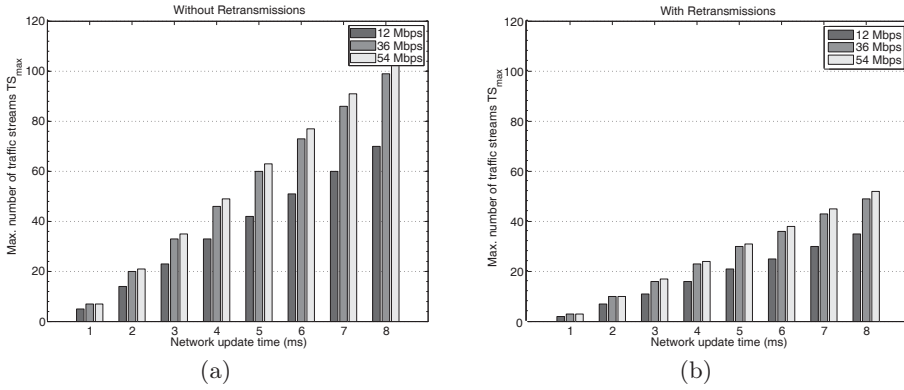 Without Retransmissions
12 Mbps
36 Mbps
54 Mbps
120
100
80
60
40
20
0
Max. number of traffic streams TS_max
1 2 3 4 5 6 7 8
Network update time (ms)
(a)
With Retransmissions
12 Mbps
36 Mbps
54 Mbps
120
100
80
60
40
20
0
Max. number of traffic streams TS_max
1 2 3 4 5 6 7 8
Network update time (ms)
(b)